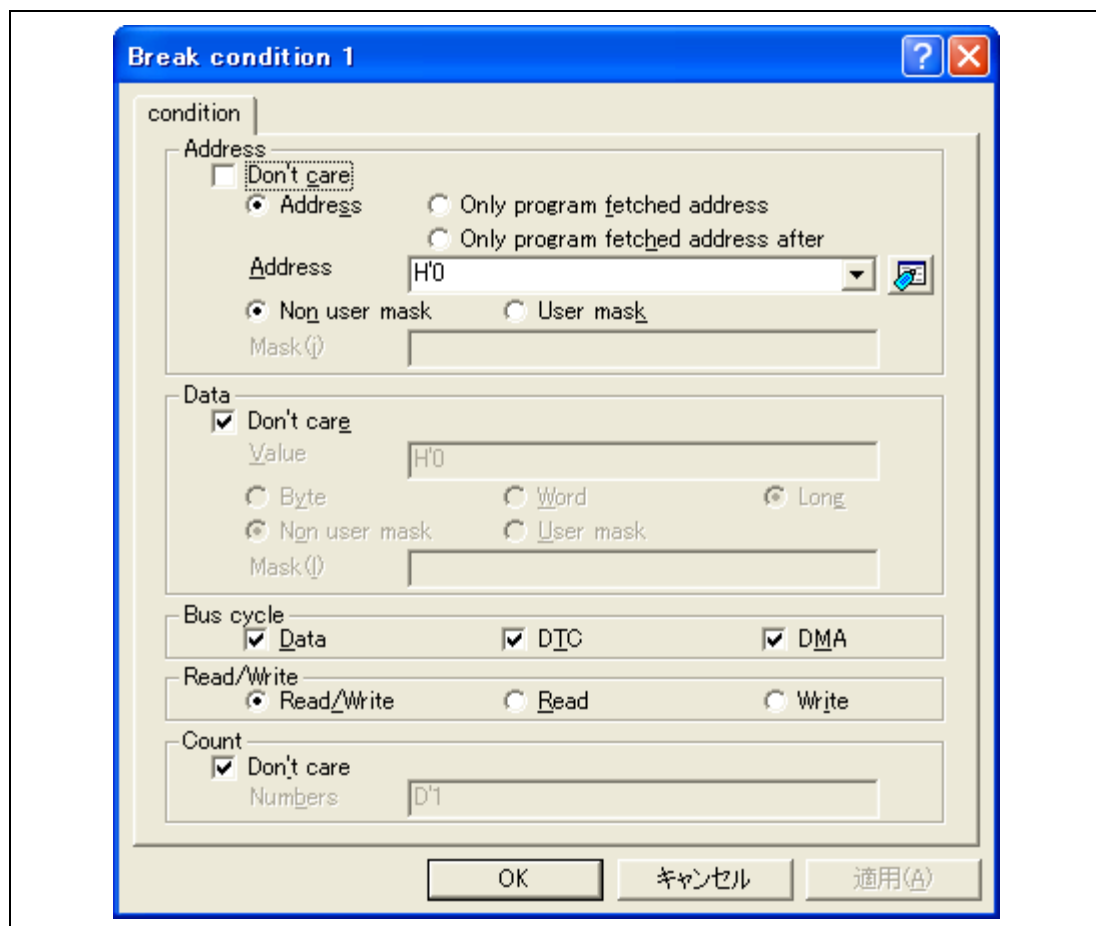 Break condition 1
condition
Address
Don't care
Address Only program fetched address
Only program fetched address after
Address H'0
Non user mask User mask
Mask(i)
Data
Don't care
Value H'0
Byte Word Long
Non user mask User mask
Mask(l)
Bus cycle
Data DTC DMA
Read/Write
Read/Write Read Write
Count
Don't care
Numbers D'1
OK キャンセル 適用(A)